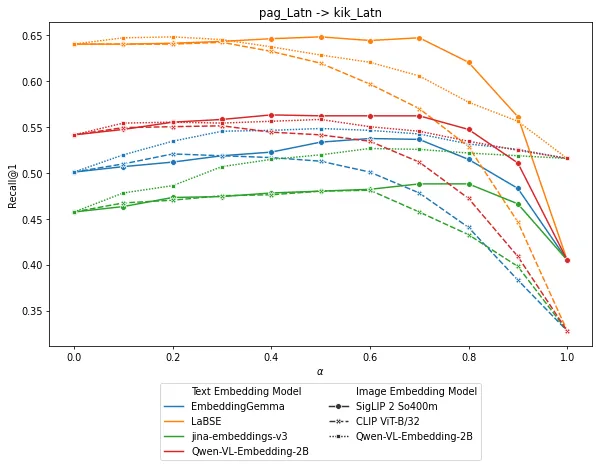 pag_Latn -> kik_Latn
0.65
0.60
0.55
0.50
0.45
0.40
0.35
Recall@1
0.0 0.2 0.4 0.6 0.8 1.0
α
Text Embedding Model
EmbeddingGemma
LaBSE
jina-embeddings-v3
Qwen-VL-Embedding-2B
Image Embedding Model
SigLIP 2 So400m
CLIP ViT-B/32
Qwen-VL-Embedding-2B